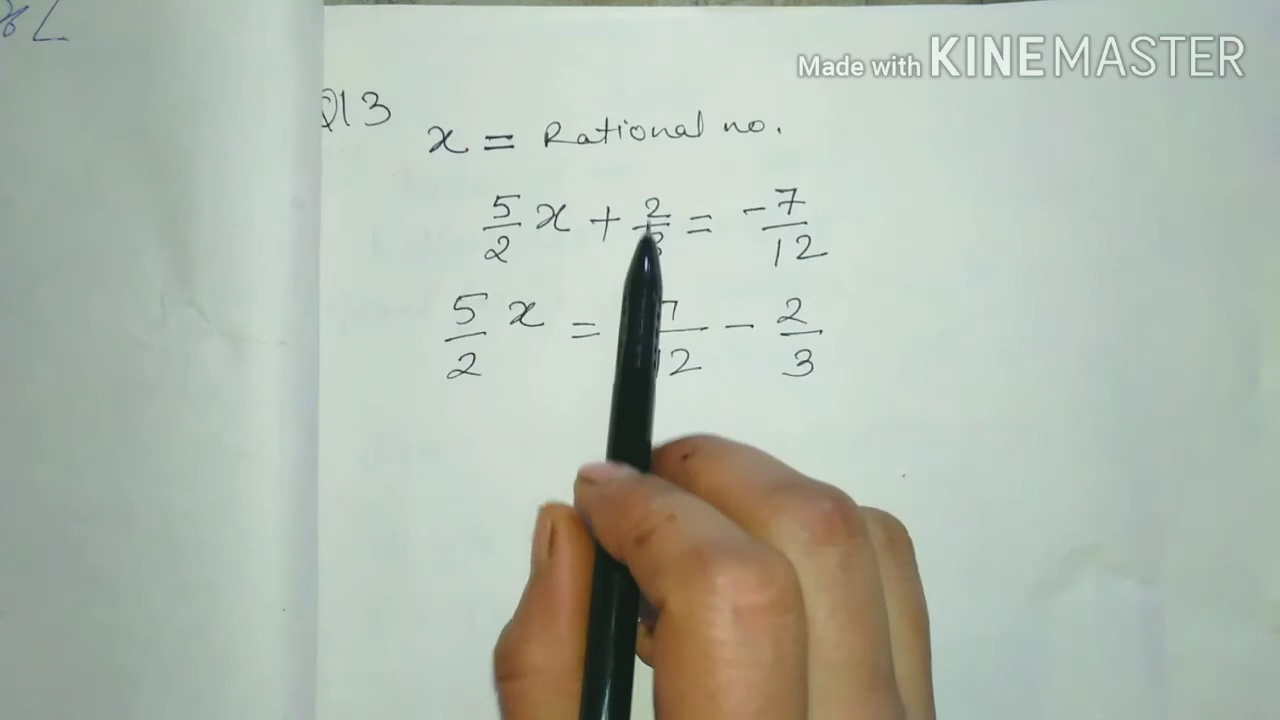 Made with KINEMASTER
Q13
x = Rational no.
5/2 x + 2/3 = -7/12
5/2 x = 7/12 - 2/3